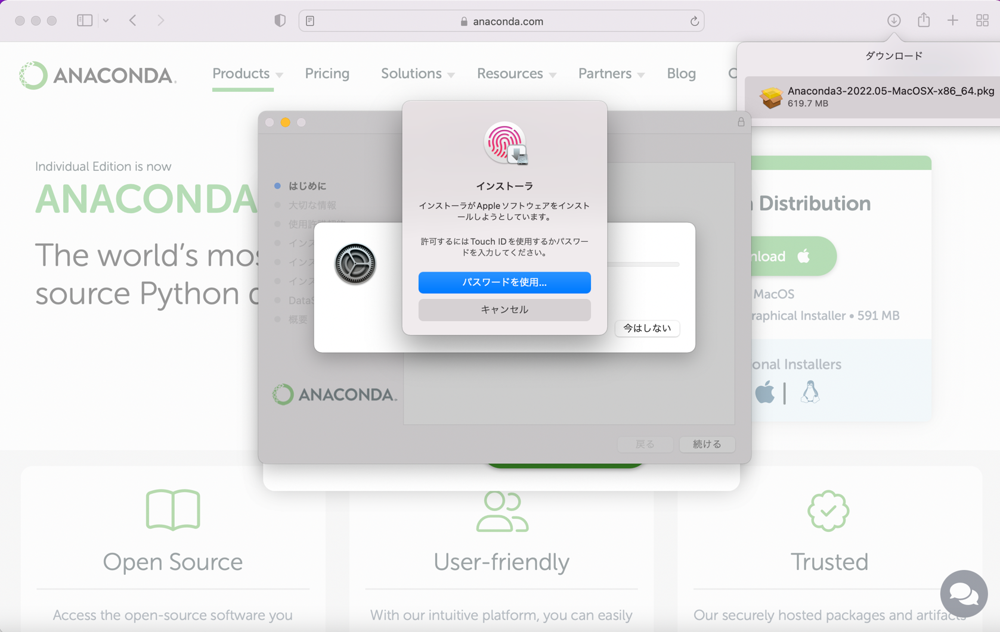 anaconda.com
ダウンロード
Anaconda3-2022.05-MacOSX-x86_64.pkg
619.7 MB
ANACONDA.
Products
Pricing
Solutions
Resources
Partners
Blog
Individual Edition is now
ANACONDA
The world's mos
source Python
はじめに
大切な情報
使用許諾契約
インス
インス
インス
DataS
概要
ANACONDA.
インストーラ
インストーラがAppleソフトウェアをインスト
ールしようとしています。
許可するにはTouch IDを使用するかパスワー
ドを入力してください。
パスワードを使用...
キャンセル
今はしない
戻る
続ける
Distribution
nload
MacOS
raphical Installer • 591 MB
onal Installers
Open Source
Access the open-source software you
User-friendly
With our intuitive platform, you can easily
Trusted
Our securely hosted packages and artifacts